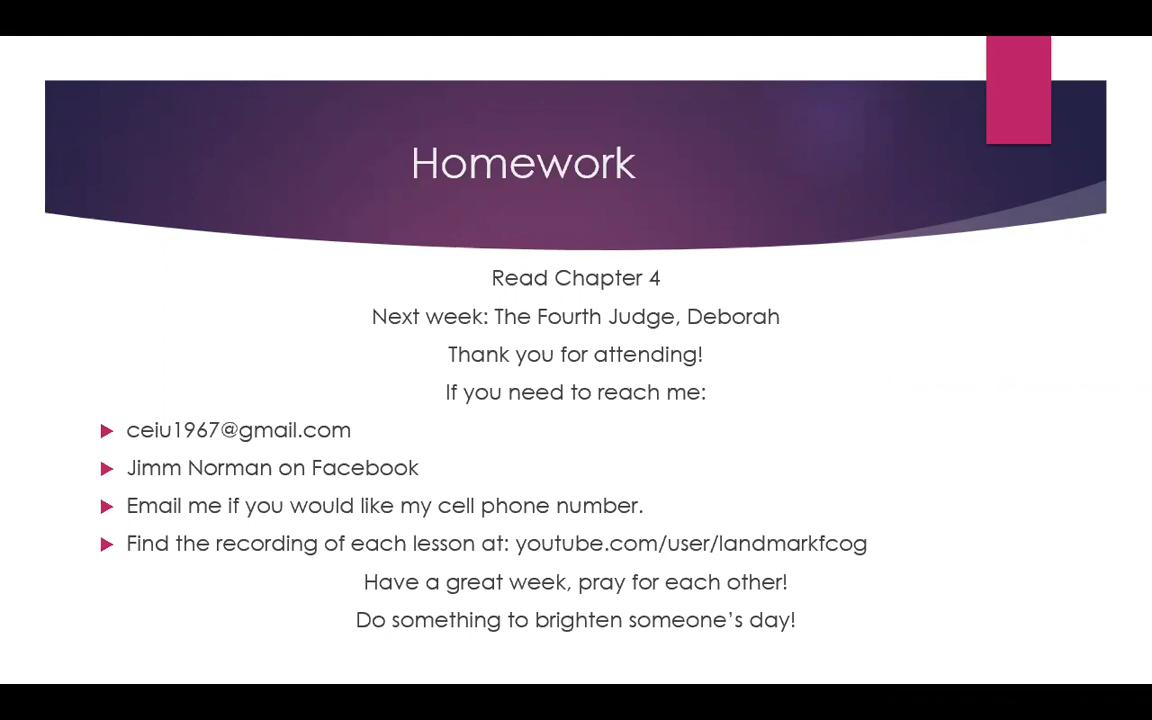 Homework
Read Chapter 4
Next week: The Fourth Judge, Deborah
Thank you for attending!
If you need to reach me:
ceiu1967@gmail.com
Jimm Norman on Facebook
Email me if you would like my cell phone number.
Find the recording of each lesson at: youtube.com/user/landmarkfcog
Have a great week, pray for each other!
Do something to brighten someone’s day!